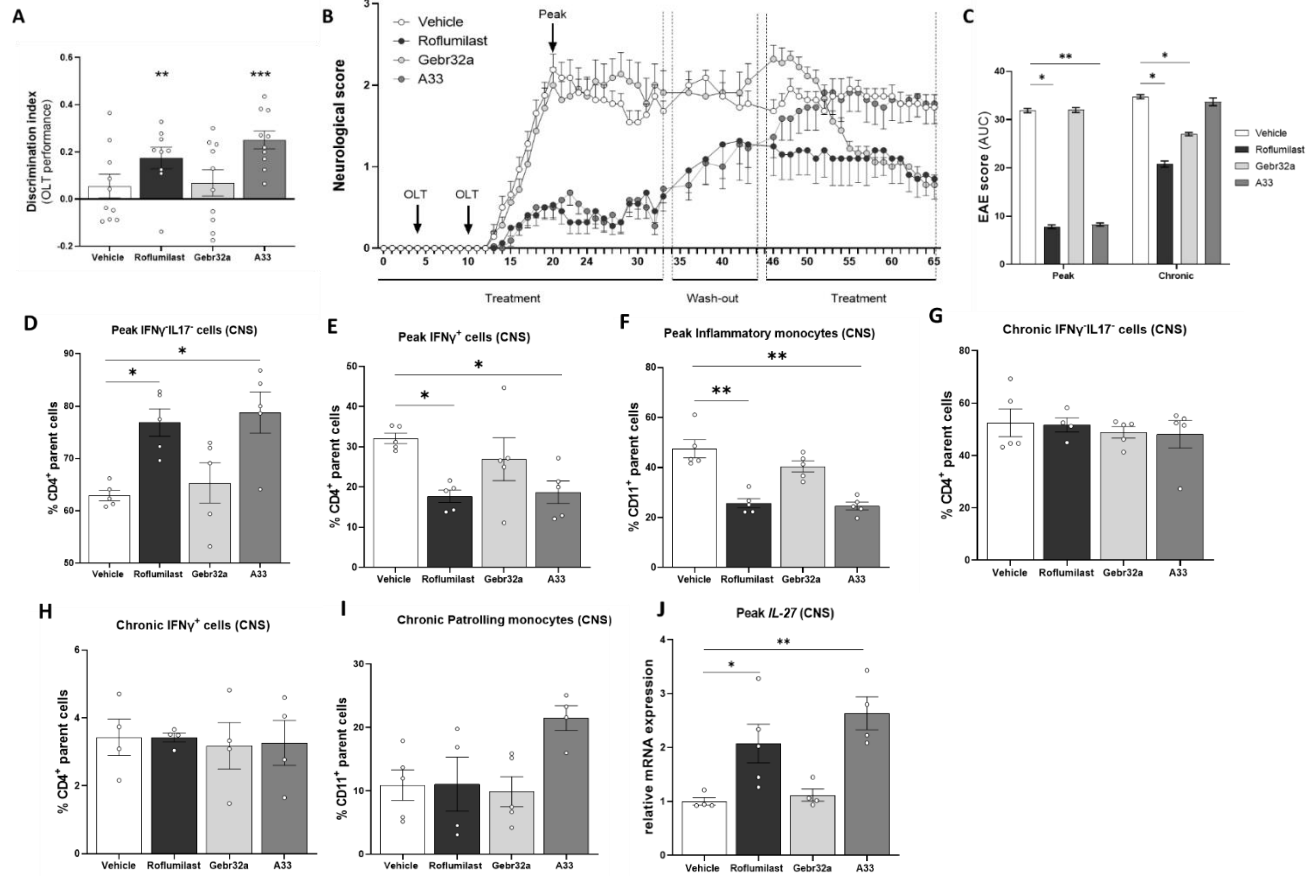 A
Discrimination index
(OLT performance)
0.6
0.4
0.2
0.0
-0.2
**
***
Vehicle
Roflumilast
Gebr32a
A33
B
Neurological score
3
2
1
0
Vehicle
Roflumilast
Gebr32a
A33
Peak
OLT
OLT
0
5
10
15
20
24
30
34
40
46
50
55
60
65
Treatment
Wash-out
Treatment
C
EAE score (AUC)
50
40
30
20
10
0
*
**
*
*
Vehicle
Roflumilast
Gebr32a
A33
Peak
Chronic
D
Peak IFNγ⁻IL17⁻ cells (CNS)
% CD4⁺ parent cells
90
80
70
60
50
*
*
Vehicle
Roflumilast
Gebr32a
A33
E
Peak IFNγ⁺ cells (CNS)
% CD4⁺ parent cells
50
40
30
20
10
0
*
*
Vehicle
Roflumilast
Gebr32a
A33
F
Peak Inflammatory monocytes (CNS)
% CD11⁺ parent cells
80
60
40
20
0
**
**
Vehicle
Roflumilast
Gebr32a
A33
G
Chronic IFNγ⁻IL17⁻ cells (CNS)
% CD4⁺ parent cells
80
60
40
20
0
Vehicle
Roflumilast
Gebr32a
A33
H
Chronic IFNγ⁺ cells (CNS)
% CD4⁺ parent cells
6
4
2
0
Vehicle
Roflumilast
Gebr32a
A33
I
Chronic Patrolling monocytes (CNS)
% CD11⁺ parent cells
30
20
10
0
Vehicle
Roflumilast
Gebr32a
A33
J
Peak IL-27 (CNS)
relative mRNA expression
4
3
2
1
0
*
**
Vehicle
Roflumilast
Gebr32a
A33